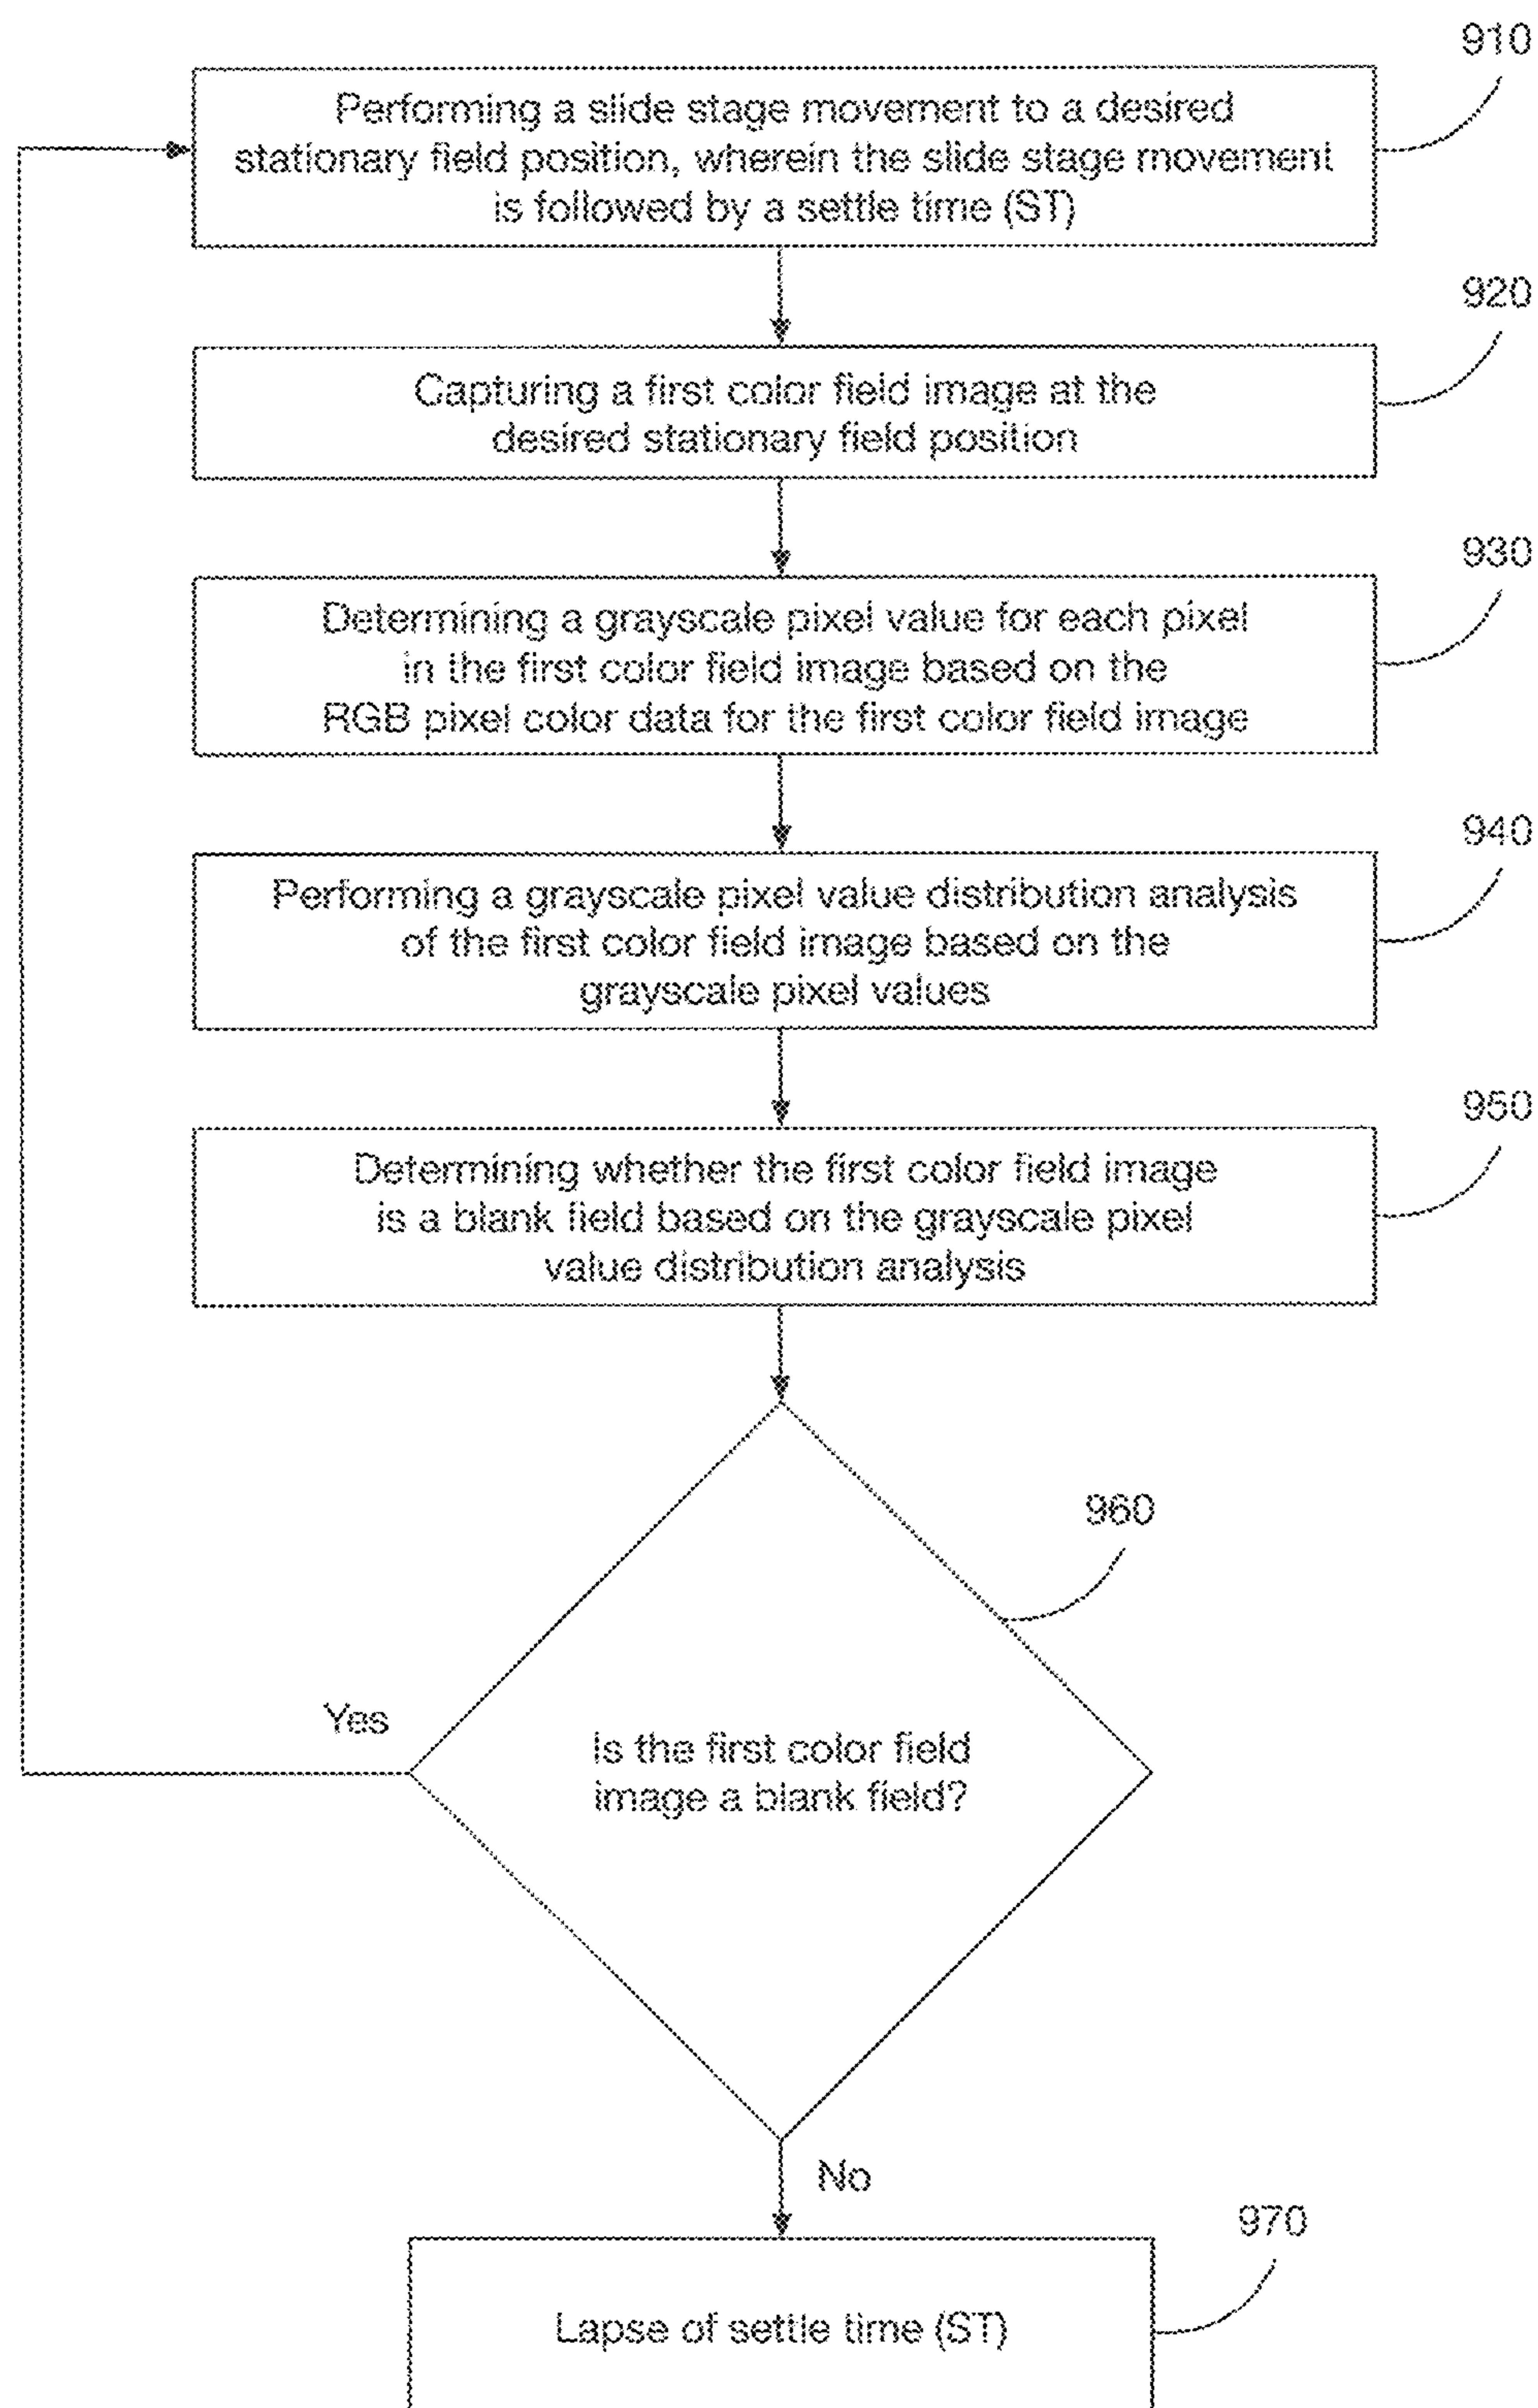 910
Performing a slide stage movement to a desired
stationary field position, wherein the slide stage movement
is followed by a settle time (ST)
920
Capturing a first color field image at the
desired stationary field position
930
Determining a grayscale pixel value for each pixel
in the first color field image based on the
RGB pixel color data for the first color field image
940
Performing a grayscale pixel value distribution analysis
of the first color field image based on the
grayscale pixel values
950
Determining whether the first color field image
is a blank field based on the grayscale pixel
value distribution analysis
960
Yes
Is the first color field
image a blank field?
No
970
Lapse of settle time (ST)